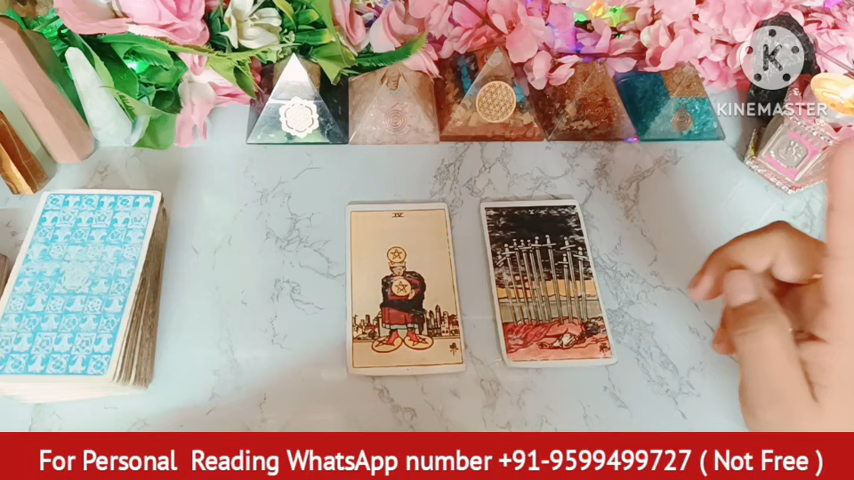 K
KINEMASTER
IV
For Personal Reading WhatsApp number +91-9599499727 ( Not Free )